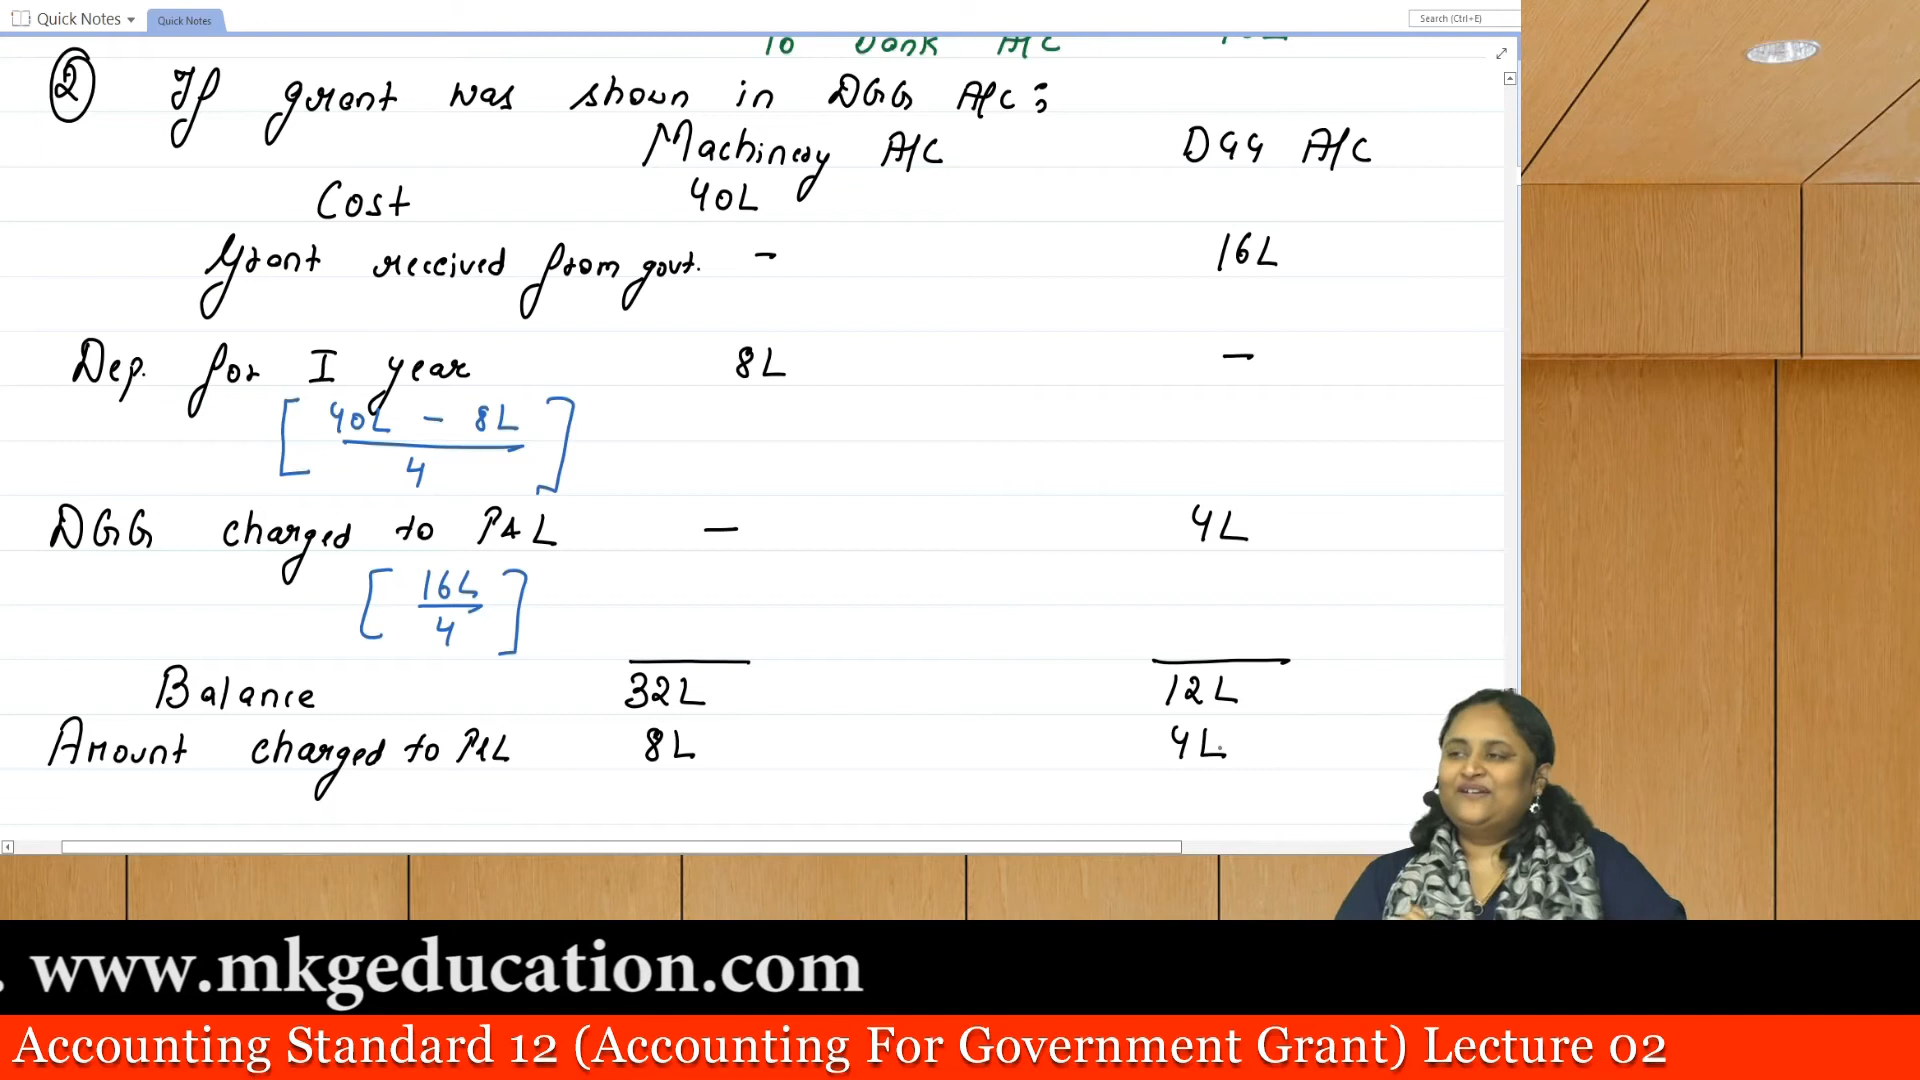 Quick Notes
Quick Notes
Search (Ctrl+E)
To Bank A/C
② If grant was shown in DGG A/C:
Machinery A/C DGG A/C
Cost 40L
Grant received from govt. - 16L
Dep. for I year 8L -
[ 40L - 8L
4 ]
DGG charged to P&L - 4L
[ 16L
4 ]
Balance 32L 12L
Amount charged to P&L 8L 4L
. www.mkgeducation.com
Accounting Standard 12 (Accounting For Government Grant) Lecture 02